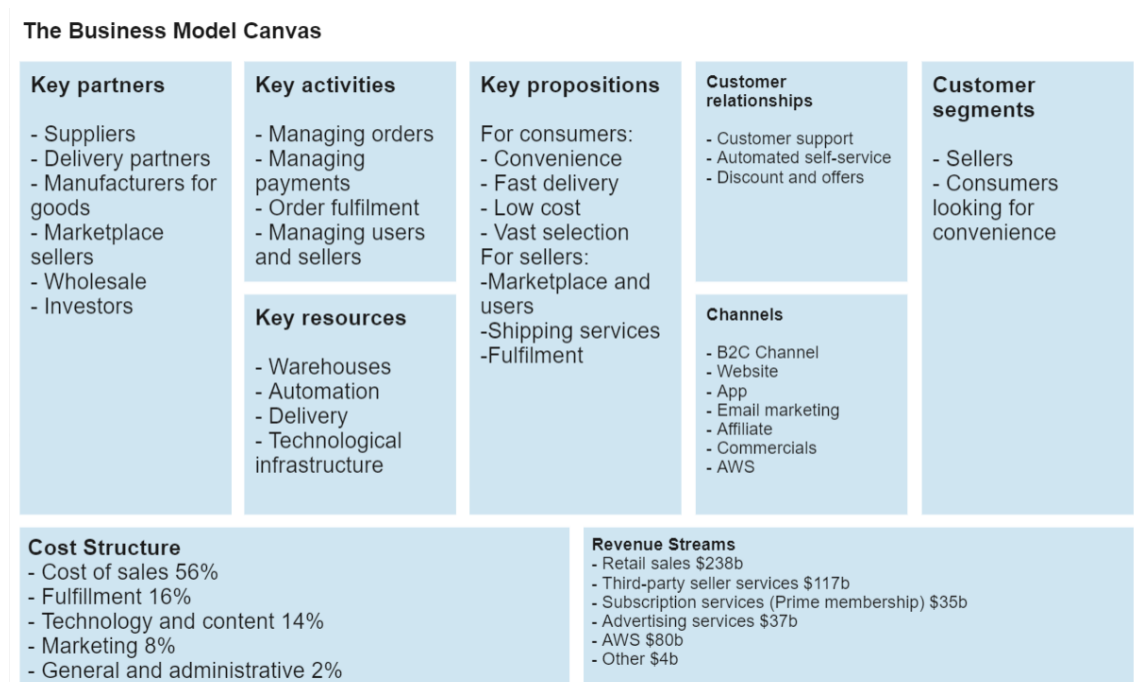 The Business Model Canvas
Key partners
- Suppliers
- Delivery partners
- Manufacturers for
goods
- Marketplace
sellers
- Wholesale
- Investors
Key activities
- Managing orders
- Managing
payments
- Order fulfilment
- Managing users
and sellers
Key resources
- Warehouses
- Automation
- Delivery
- Technological
infrastructure
Key propositions
For consumers:
- Convenience
- Fast delivery
- Low cost
- Vast selection
For sellers:
-Marketplace and
users
-Shipping services
-Fulfilment
Customer
relationships
- Customer support
- Automated self-service
- Discount and offers
Channels
- B2C Channel
- Website
- App
- Email marketing
- Affiliate
- Commercials
- AWS
Customer
segments
- Sellers
- Consumers
looking for
convenience
Cost Structure
- Cost of sales 56%
- Fulfillment 16%
- Technology and content 14%
- Marketing 8%
- General and administrative 2%
Revenue Streams
- Retail sales $238b
- Third-party seller services $117b
- Subscription services (Prime membership) $35b
- Advertising services $37b
- AWS $80b
- Other $4b